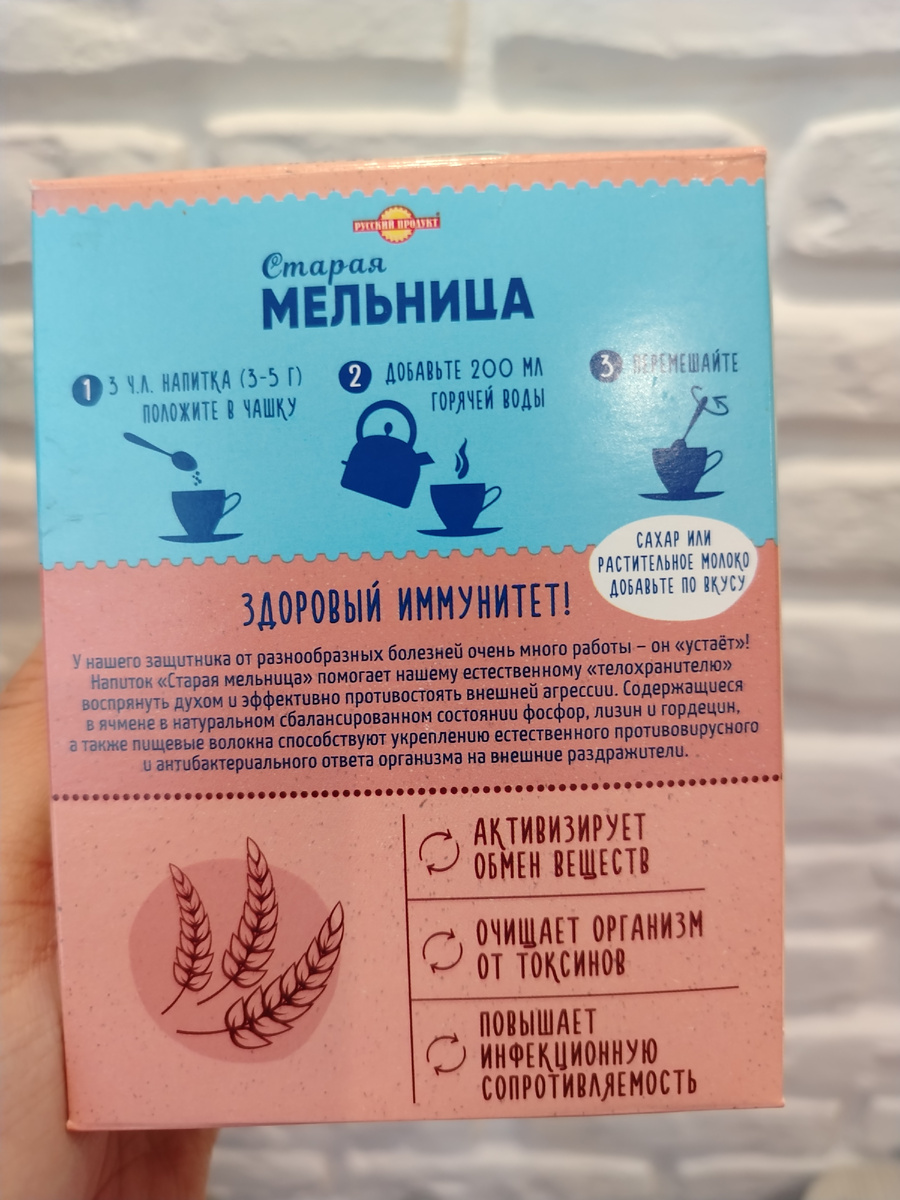 РУССКИЙ ПРОДУКТ
Старая
МЕЛЬНИЦА
1 3 Ч.Л. НАПИТКА (3-5 Г)
ПОЛОЖИТЕ В ЧАШКУ
2 ДОБАВЬТЕ 200 МЛ
ГОРЯЧЕЙ ВОДЫ
3 ПЕРЕМЕШАЙТЕ
САХАР ИЛИ
РАСТИТЕЛЬНОЕ МОЛОКО
ДОБАВЬТЕ ПО ВКУСУ
ЗДОРОВЫЙ ИММУНИТЕТ!
У нашего защитника от разнообразных болезней очень много работы – он «устаёт»!
Напиток «Старая мельница» помогает нашему естественному «телохранителю»
воспрянуть духом и эффективно противостоять внешней агрессии. Содержащиеся
в ячмене в натуральном сбалансированном состоянии фосфор, лизин и гордецин,
а также пищевые волокна способствуют укреплению естественного противовирусного
и антибактериального ответа организма на внешние раздражители.
АКТИВИЗИРУЕТ
ОБМЕН ВЕЩЕСТВ
ОЧИЩАЕТ ОРГАНИЗМ
ОТ ТОКСИНОВ
ПОВЫШАЕТ
ИНФЕКЦИОННУЮ
СОПРОТИВЛЯЕМОСТЬ